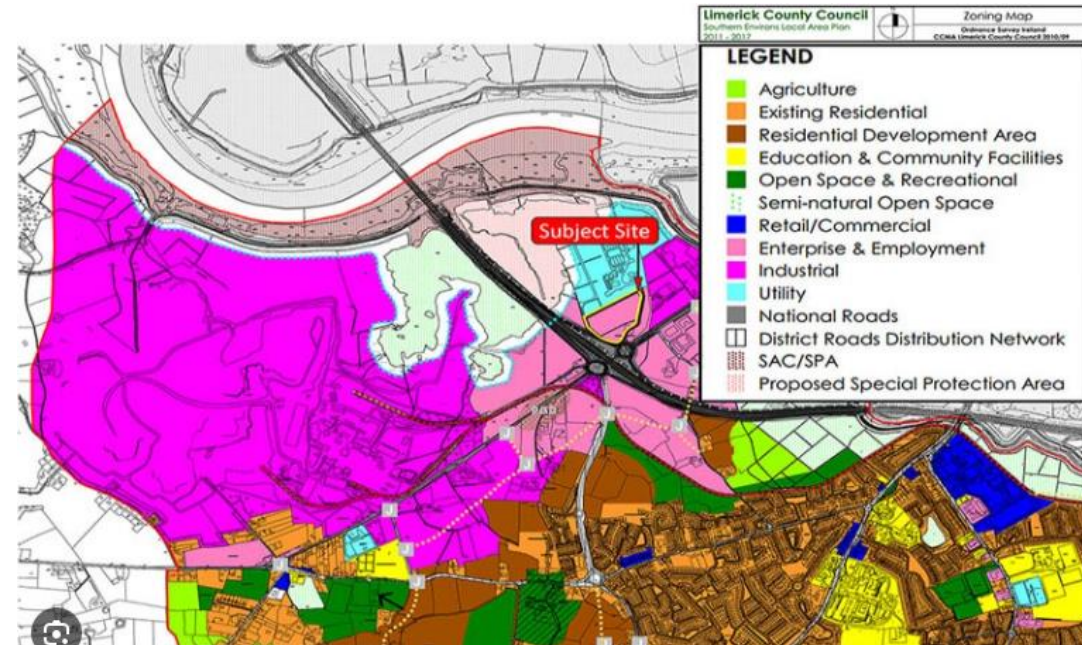 Limerick County Council
Southern Environs Local Area Plan
2011 - 2017
Zoning Map
Ordnance Survey Ireland
CCMA Limerick County Council 2010/09
LEGEND
Agriculture
Existing Residential
Residential Development Area
Education & Community Facilities
Open Space & Recreational
Semi-natural Open Space
Retail/Commercial
Enterprise & Employment
Industrial
Utility
National Roads
District Roads Distribution Network
SAC/SPA
Proposed Special Protection Area
Subject Site
J
J
J
J
J
J
J
J
J
J